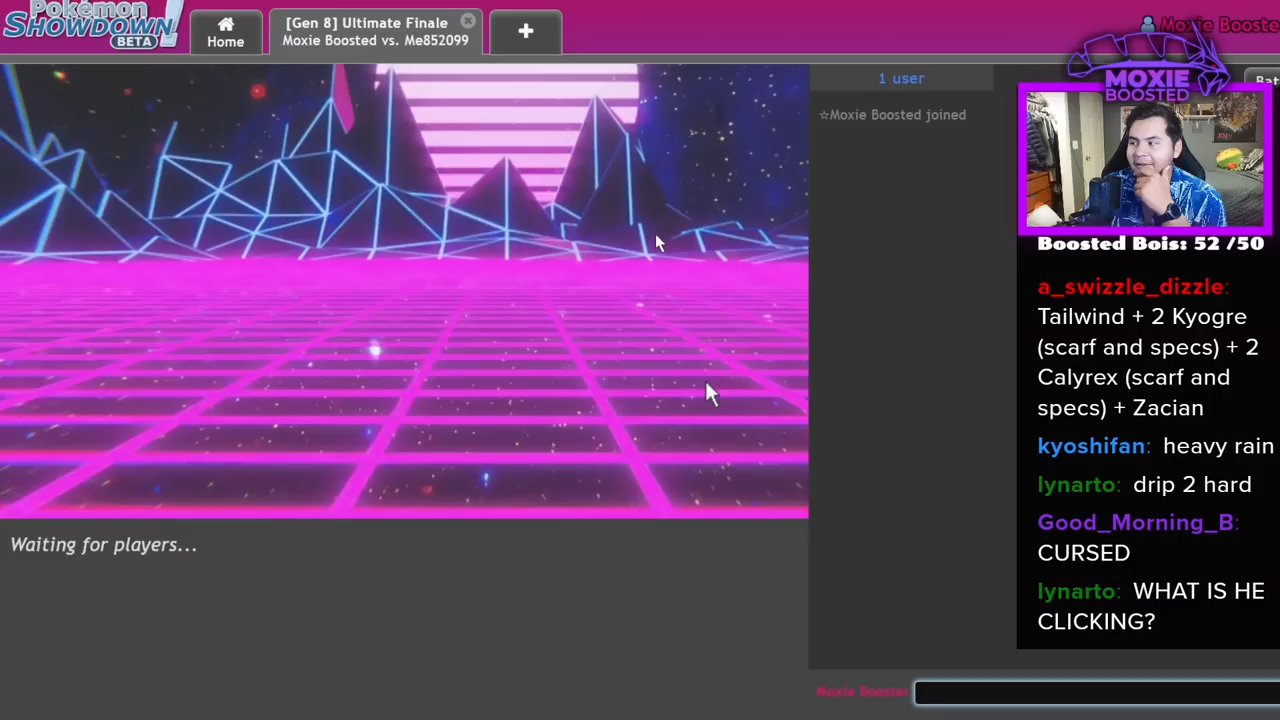 Pokémon
SHOWDOWN!
BETA
Home
[Gen 8] Ultimate Finale
Moxie Boosted vs. Me852099
+
Moxie Booste
MOXIE
BOOSTED
Bat
1 user
☆Moxie Boosted joined
Boosted Bois: 52 /50
a_swizzle_dizzle:
Tailwind + 2 Kyogre
(scarf and specs) + 2
Calyrex (scarf and
specs) + Zacian
kyoshifan: heavy rain
lynarto: drip 2 hard
Good_Morning_B:
CURSED
lynarto: WHAT IS HE
CLICKING?
Waiting for players...
Moxie Boosted